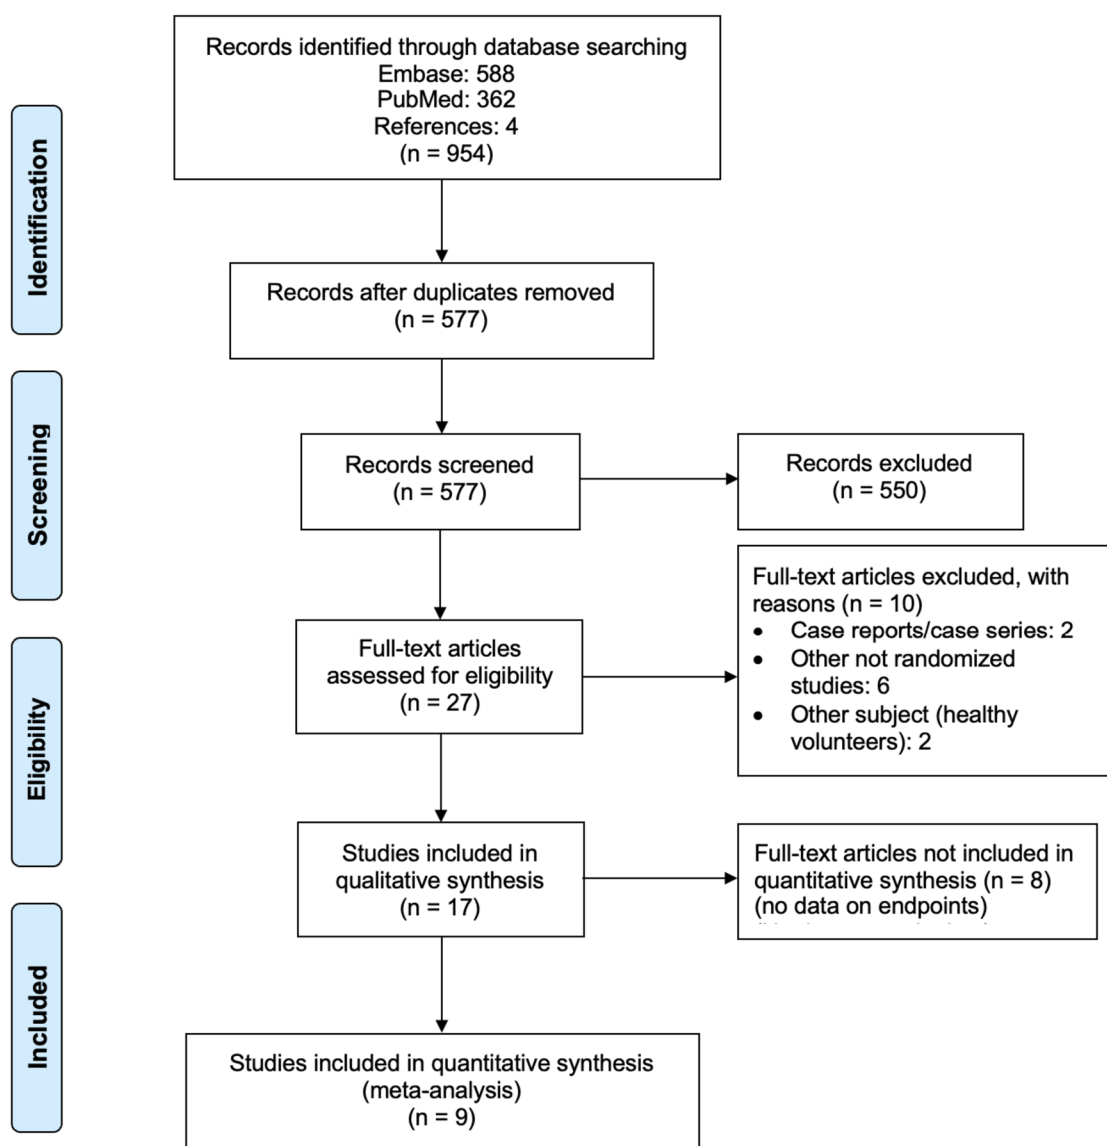 Records identified through database searching
Embase: 588
PubMed: 362
References: 4
(n = 954)
Identification
Records after duplicates removed
(n = 577)
Screening
Records screened
(n = 577)
Records excluded
(n = 550)
Eligibility
Full-text articles
assessed for eligibility
(n = 27)
Full-text articles excluded, with
reasons (n = 10)
• Case reports/case series: 2
• Other not randomized
studies: 6
• Other subject (healthy
volunteers): 2
Studies included in
qualitative synthesis
(n = 17)
Full-text articles not included in
quantitative synthesis (n = 8)
(no data on endpoints)
Included
Studies included in quantitative synthesis
(meta-analysis)
(n = 9)